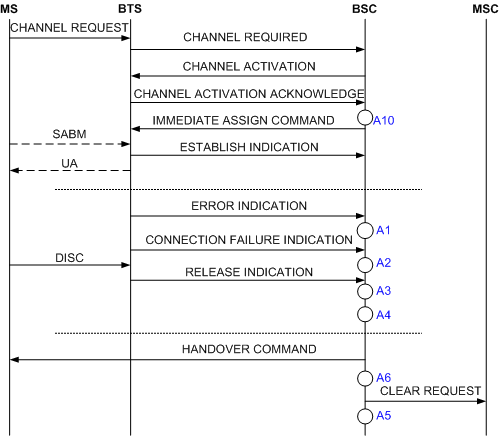 MS BTS BSC MSC
CHANNEL REQUEST
CHANNEL REQUIRED
CHANNEL ACTIVATION
CHANNEL ACTIVATION ACKNOWLEDGE
IMMEDIATE ASSIGN COMMAND
A10
SABM
ESTABLISH INDICATION
UA
ERROR INDICATION
A1
CONNECTION FAILURE INDICATION
DISC
A2
RELEASE INDICATION
A3
A4
HANDOVER COMMAND
A6
CLEAR REQUEST
A5